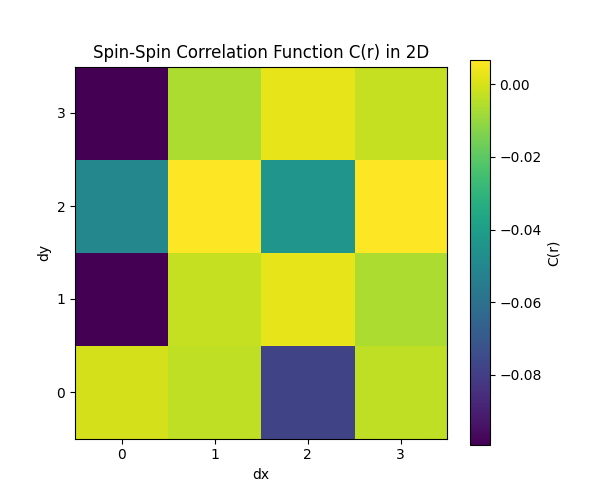 Spin-Spin Correlation Function C(r) in 2D
3
2
1
0
dy
0 1 2 3
dx
0.00
−0.02
−0.04
−0.06
−0.08
C(r)